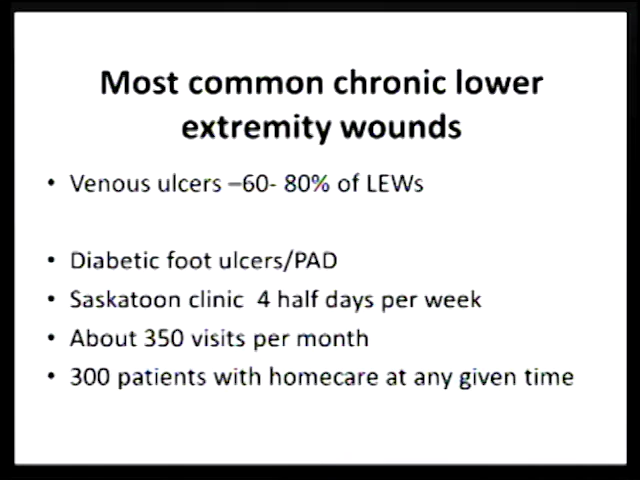 Most common chronic lower
extremity wounds
• Venous ulcers –60- 80% of LEWs
• Diabetic foot ulcers/PAD
• Saskatoon clinic  4 half days per week
• About 350 visits per month
• 300 patients with homecare at any given time